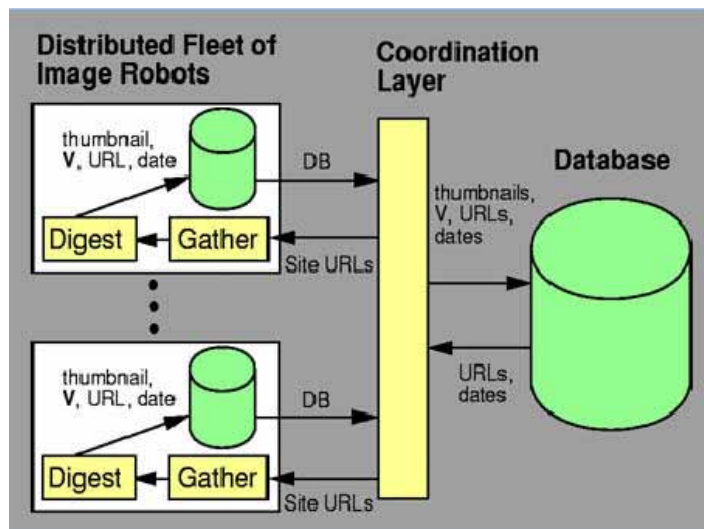 Distributed Fleet of
Image Robots
Coordination
Layer
Database
thumbnail,
V, URL, date
DB
Digest
Gather
Site URLs
thumbnails,
V, URLs,
dates
URLs,
dates
thumbnail,
V, URL, date
DB
Digest
Gather
Site URLs